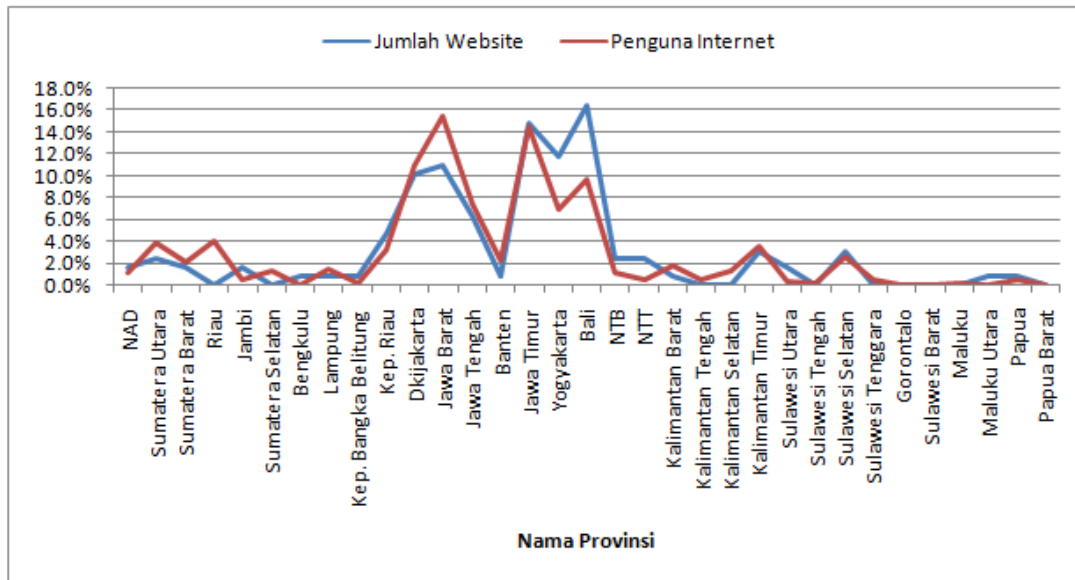 Jumlah Website
Penguna Internet
18.0%
16.0%
14.0%
12.0%
10.0%
8.0%
6.0%
4.0%
2.0%
0.0%
NAD
Sumatera Utara
Sumatera Barat
Riau
Jambi
Sumatera Selatan
Bengkulu
Lampung
Kep. Bangka Belitung
Kep. Riau
Dkijakarta
Jawa Barat
Jawa Tengah
Banten
Jawa Timur
Yogyakarta
Bali
NTB
NTT
Kalimantan Barat
Kalimantan Tengah
Kalimantan Selatan
Kalimantan Timur
Sulawesi Utara
Sulawesi Tengah
Sulawesi Selatan
Sulawesi Tenggara
Gorontalo
Sulawesi Barat
Maluku
Maluku Utara
Papua
Papua Barat
Nama Provinsi